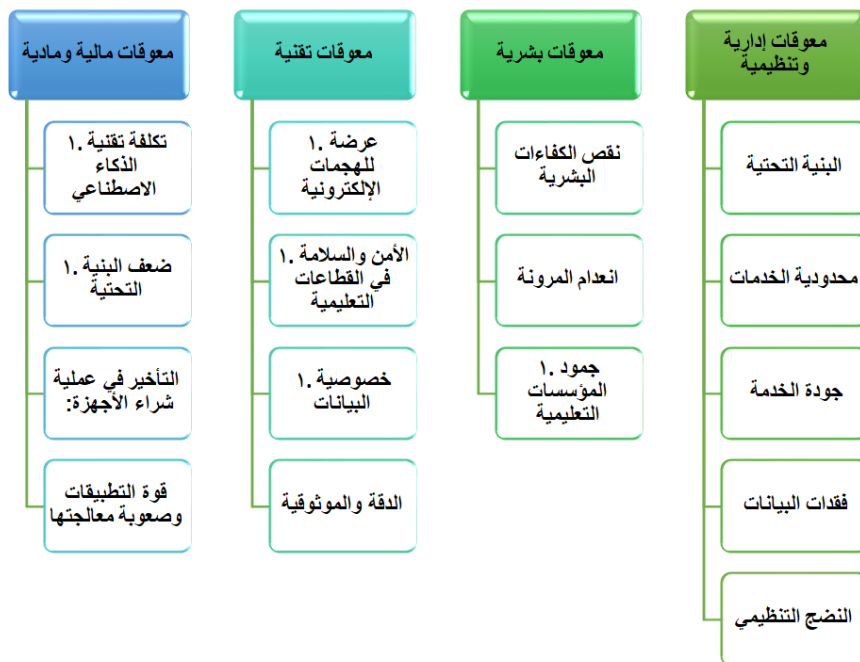 معوقات إدارية
وتنظيمية
البنية التحتية
محدودية الخدمات
جودة الخدمة
فقدات البيانات
النضج التنظيمي
معوقات بشرية
نقص الكفاءات
البشرية
انعدام المرونة
١. جمود
المؤسسات
التعليمية
معوقات تقنية
١. عرضة
للهجمات
الإلكترونية
١. الأمن والسلامة
في القطاعات
التعليمية
١. خصوصية
البيانات
الدقة والموثوقية
معوقات مالية ومادية
١. تكلفة تقنية
الذكاء
الاصطناعي
١. ضعف البنية
التحتية
التأخير في عملية
شراء الأجهزة:
قوة التطبيقات
وصعوبة معالجتها